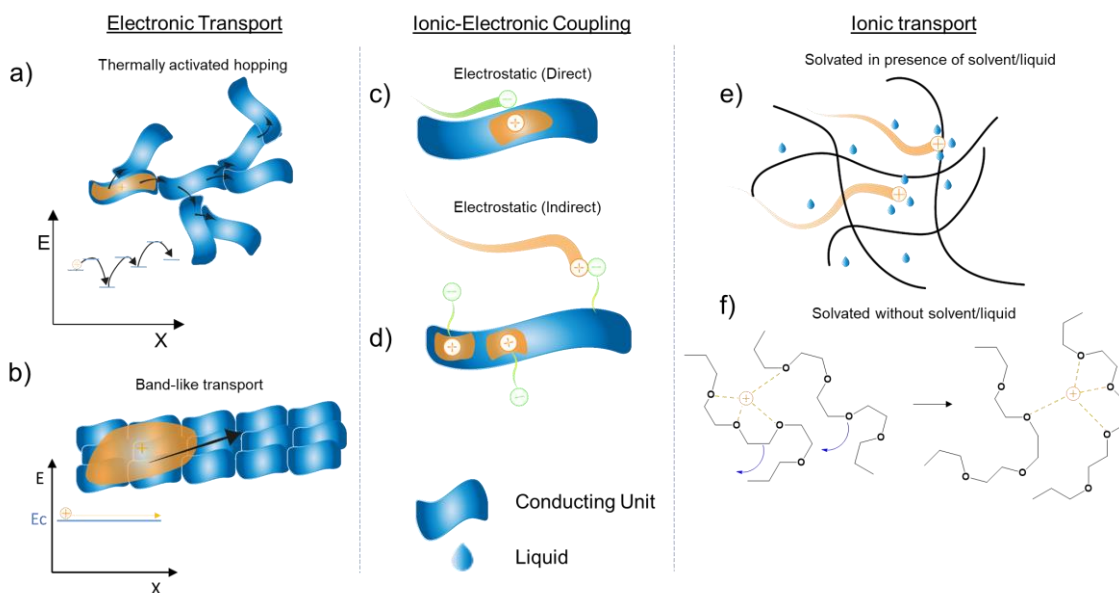 Electronic Transport
a)
Thermally activated hopping
+
E
+
X
b)
Band-like transport
+
E
Ec
+
X
Ionic-Electronic Coupling
c)
Electrostatic (Direct)
−
+
Electrostatic (Indirect)
+
−
−
d)
+
+
−
Conducting Unit
Liquid
Ionic transport
Solvated in presence of solvent/liquid
e)
+
+
f)
Solvated without solvent/liquid
O
O
O
+
O
O
O
O
O
O
+
O
O
O
O